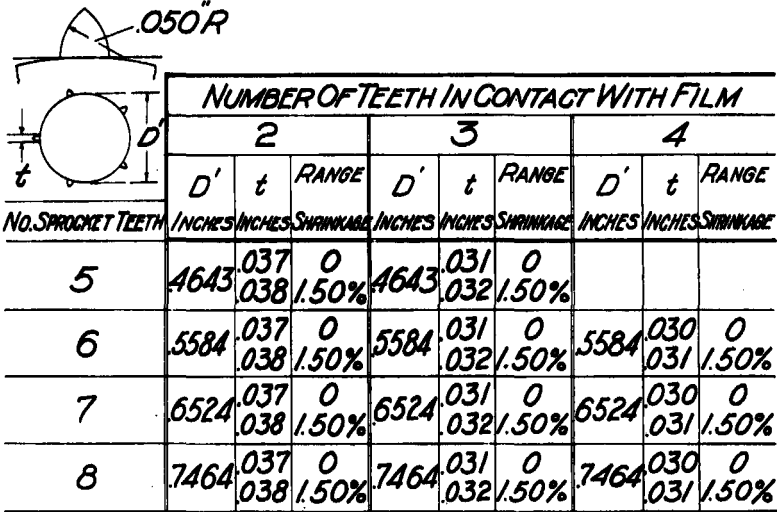 .050"R
NUMBER OF TEETH IN CONTACT WITH FILM
D'
t
2 3 4
D' t RANGE D' t RANGE D' t RANGE
NO. SPROCKET TEETH INCHES INCHES SHRINKAGE INCHES INCHES SHRINKAGE INCHES INCHES SHRINKAGE
5 .4643 .037 .038 0 1.50% .4643 .031 .032 0 1.50%
6 .5584 .037 .038 0 1.50% .5584 .031 .032 0 1.50% .5584 .030 .031 0 1.50%
7 .6524 .037 .038 0 1.50% .6524 .031 .032 0 1.50% .6524 .030 .031 0 1.50%
8 .7464 .037 .038 0 1.50% .7464 .031 .032 0 1.50% .7464 .030 .031 0 1.50%